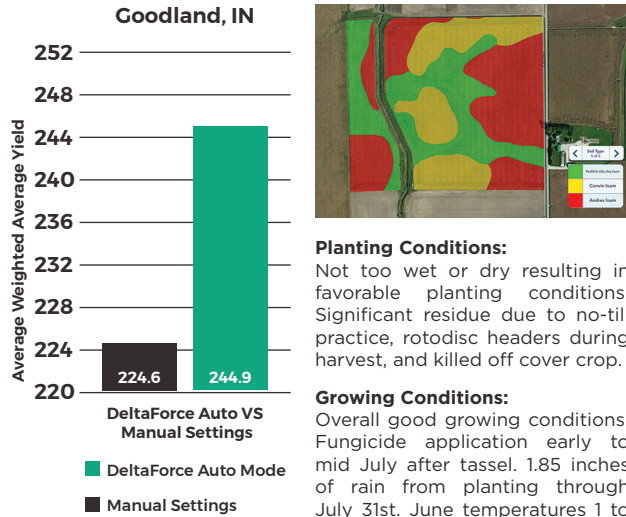 Goodland, IN
Average Weighted Average Yield
252
248
244
240
236
232
228
224
220
224.6
244.9
DeltaForce Auto VS
Manual Settings
DeltaForce Auto Mode
Manual Settings
Soil Type
Corwin loam
Andres loam
Planting Conditions:
Not too wet or dry resulting in
favorable planting conditions
Significant residue due to no-til
practice, rotodisc headers during
harvest, and killed off cover crop.
Growing Conditions:
Overall good growing conditions
Fungicide application early to
mid July after tassel. 1.85 inches
of rain from planting through
July 31st. June temperatures 1 to